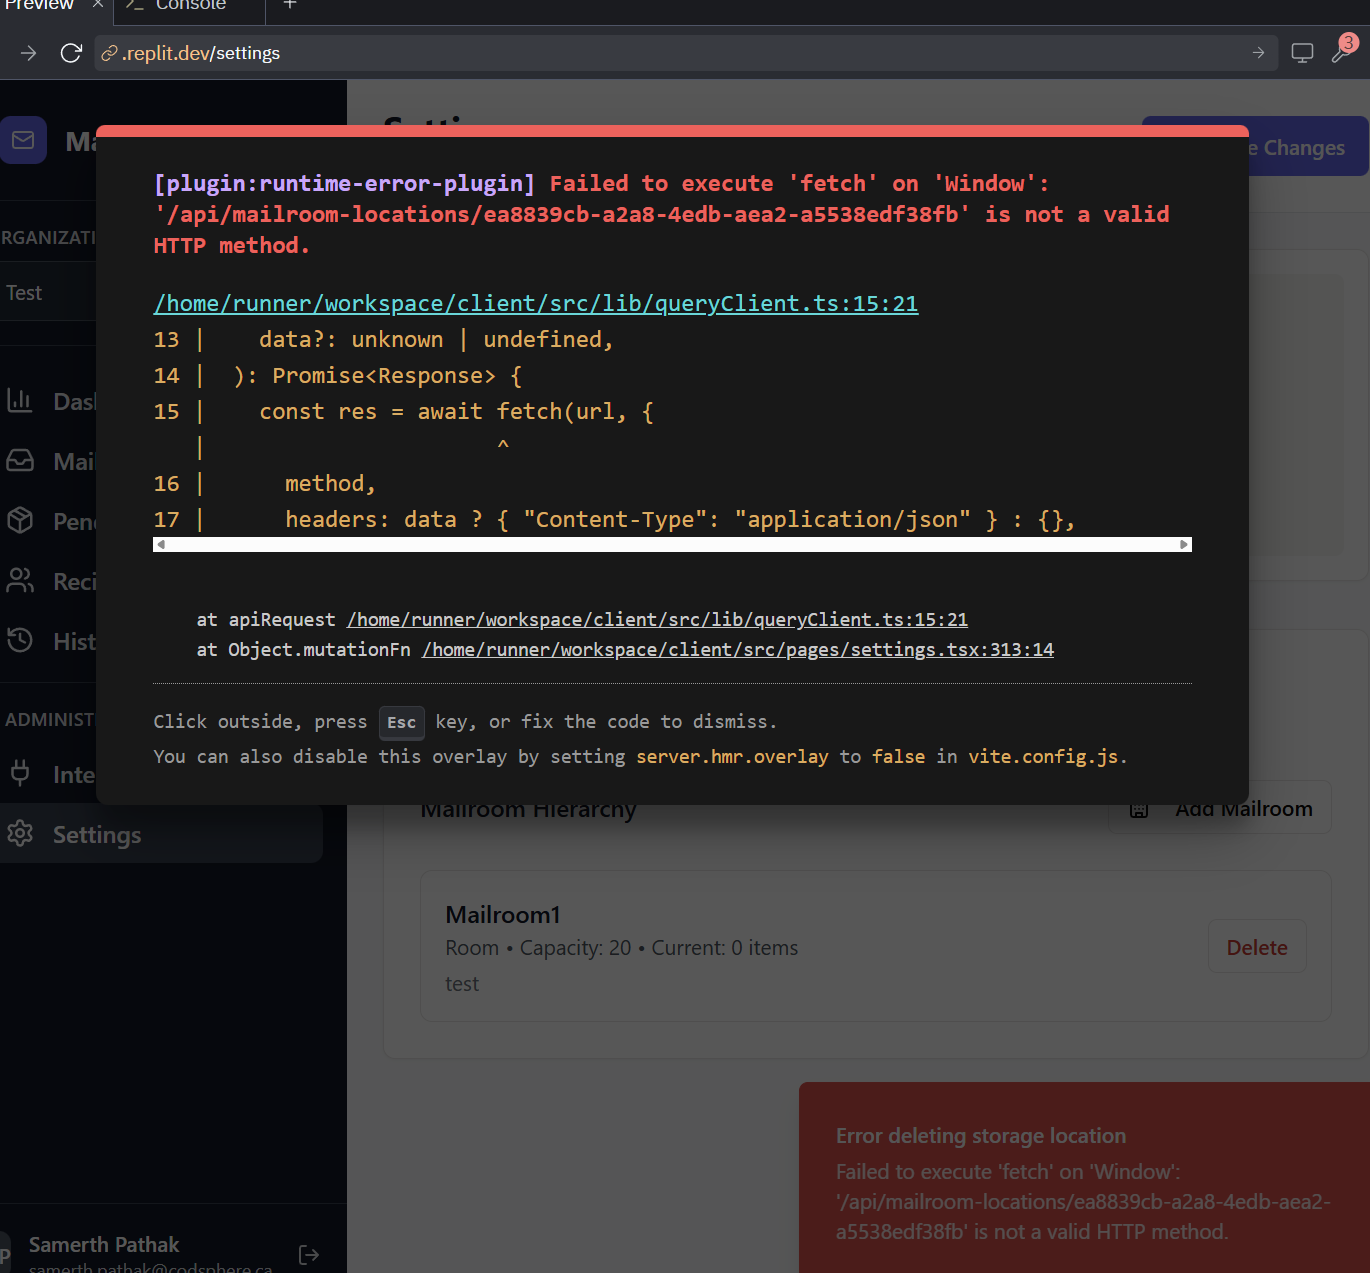 Preview
Console
.replit.dev/settings
3
Ma
e Changes
RGANIZATI
Test
Das
Mai
Pen
Reci
Hist
ADMINIST
Inte
Settings
[plugin:runtime-error-plugin] Failed to execute 'fetch' on 'Window':
'/api/mailroom-locations/ea8839cb-a2a8-4edb-aea2-a5538edf38fb' is not a valid
HTTP method.
/home/runner/workspace/client/src/lib/queryClient.ts:15:21
13 |    data?: unknown | undefined,
14 |  ): Promise<Response> {
15 |    const res = await fetch(url, {
|                      ^
16 |      method,
17 |      headers: data ? { "Content-Type": "application/json" } : {},
at apiRequest /home/runner/workspace/client/src/lib/queryClient.ts:15:21
at Object.mutationFn /home/runner/workspace/client/src/pages/settings.tsx:313:14
Click outside, press Esc key, or fix the code to dismiss.
You can also disable this overlay by setting server.hmr.overlay to false in vite.config.js.
Mailroom Hierarchy
Add Mailroom
Mailroom1
Room • Capacity: 20 • Current: 0 items
test
Delete
Error deleting storage location
Failed to execute 'fetch' on 'Window':
'/api/mailroom-locations/ea8839cb-a2a8-4edb-aea2-
a5538edf38fb' is not a valid HTTP method.
P
Samerth Pathak
samerth.pathak@codsphere.ca